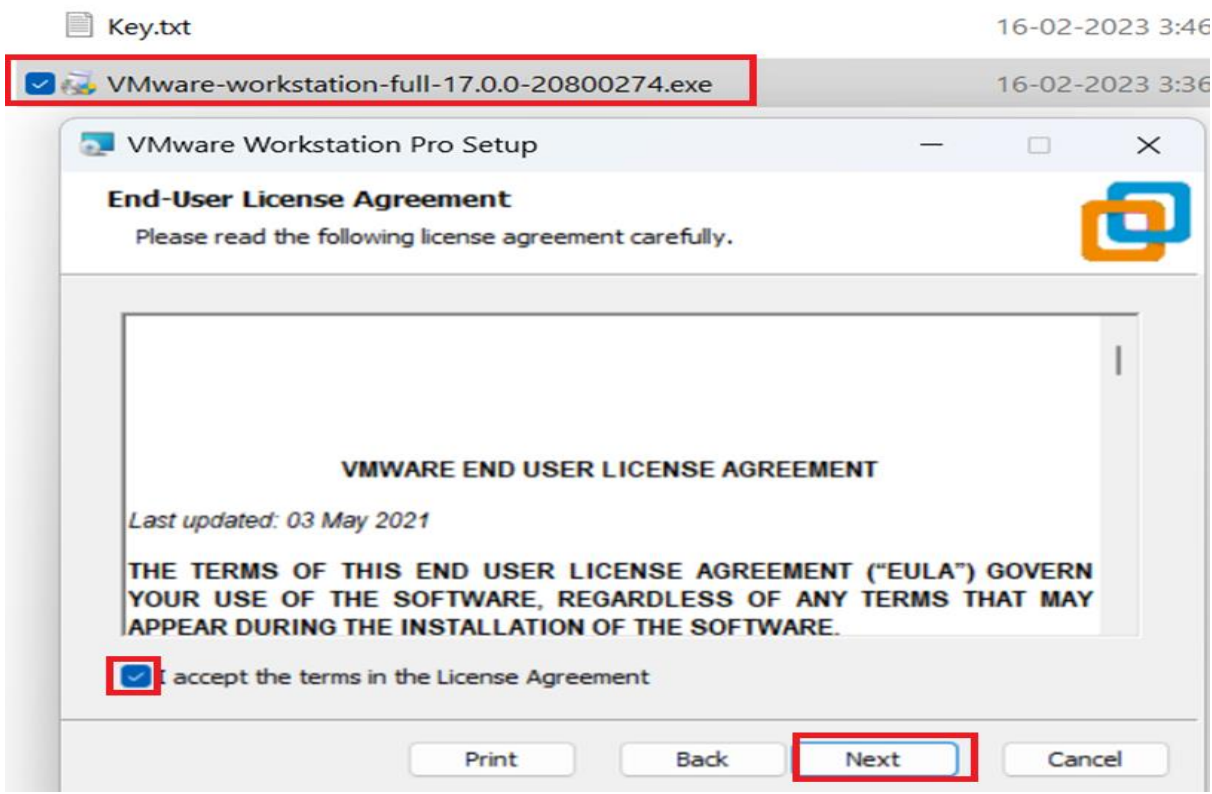 Key.txt 16-02-2023 3:46
VMware-workstation-full-17.0.0-20800274.exe 16-02-2023 3:36
VMware Workstation Pro Setup
End-User License Agreement
Please read the following license agreement carefully.
VMWARE END USER LICENSE AGREEMENT
Last updated: 03 May 2021
THE TERMS OF THIS END USER LICENSE AGREEMENT (“EULA”) GOVERN
YOUR USE OF THE SOFTWARE, REGARDLESS OF ANY TERMS THAT MAY
APPEAR DURING THE INSTALLATION OF THE SOFTWARE.
I accept the terms in the License Agreement
Print Back Next Cancel